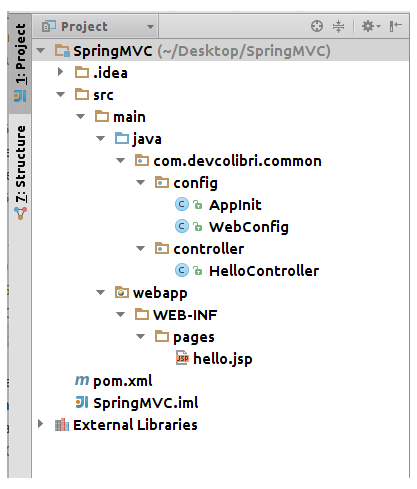 Project
1: Project
7: Structure
SpringMVC (~/Desktop/SpringMVC)
.idea
src
main
java
com.devcolibri.common
config
C AppInit
C WebConfig
controller
C HelloController
webapp
WEB-INF
pages
JSP hello.jsp
m pom.xml
SpringMVC.iml
External Libraries